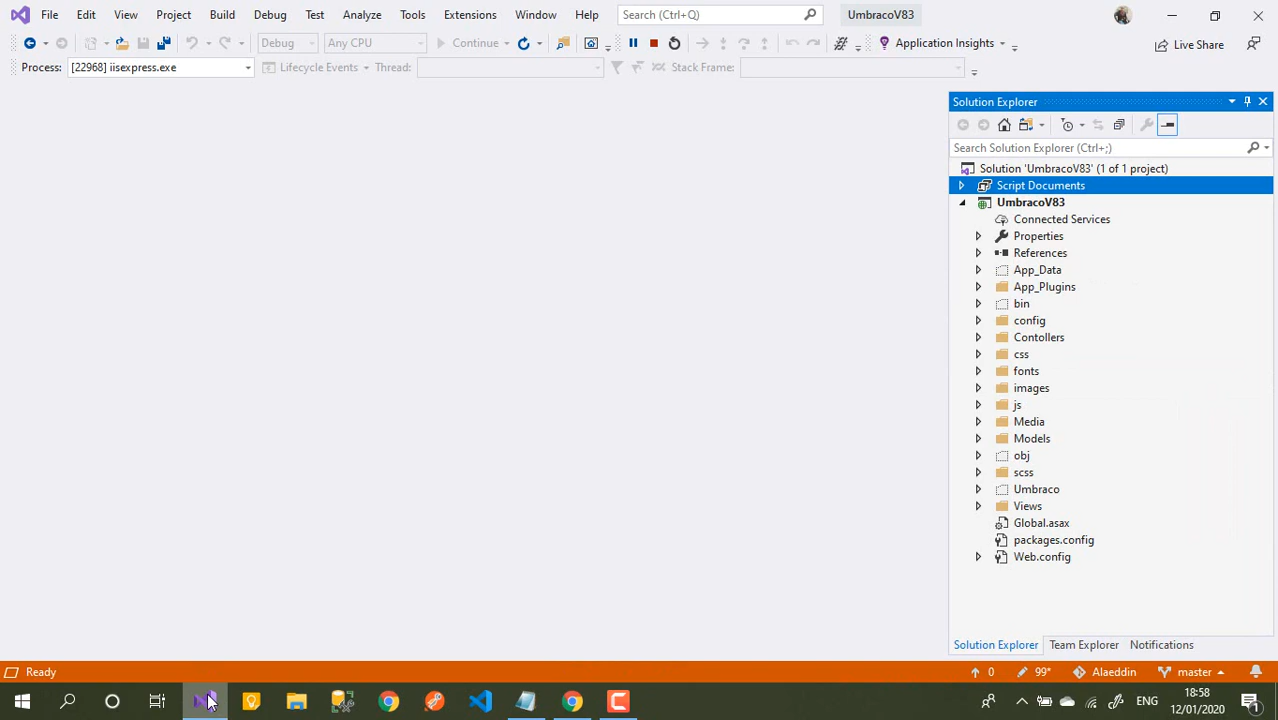 File Edit View Project Build Debug Test Analyze Tools Extensions Window Help Search (Ctrl+Q) UmbracoV83
Debug Any CPU Continue Application Insights Live Share
Process: [22968] iisexpress.exe Lifecycle Events Thread: Stack Frame:
Solution Explorer
Search Solution Explorer (Ctrl+;)
Solution 'UmbracoV83' (1 of 1 project)
Script Documents
UmbracoV83
Connected Services
Properties
References
App_Data
App_Plugins
bin
config
Contollers
css
fonts
images
js
Media
Models
obj
scss
Umbraco
Views
Global.asax
packages.config
Web.config
Solution Explorer Team Explorer Notifications
Ready 0 99* Alaeddin master
ENG 18:58
12/01/2020 1